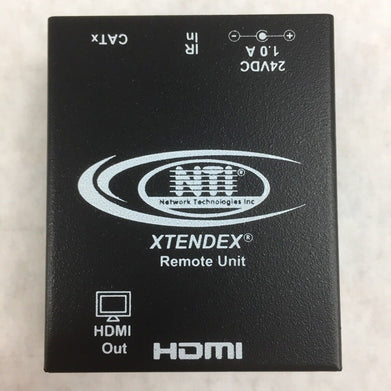 CATx
IR
In
24VDC
1.0 A
NTI®
Network Technologies Inc
XTENDEX®
Remote Unit
HDMI
Out
HDMI